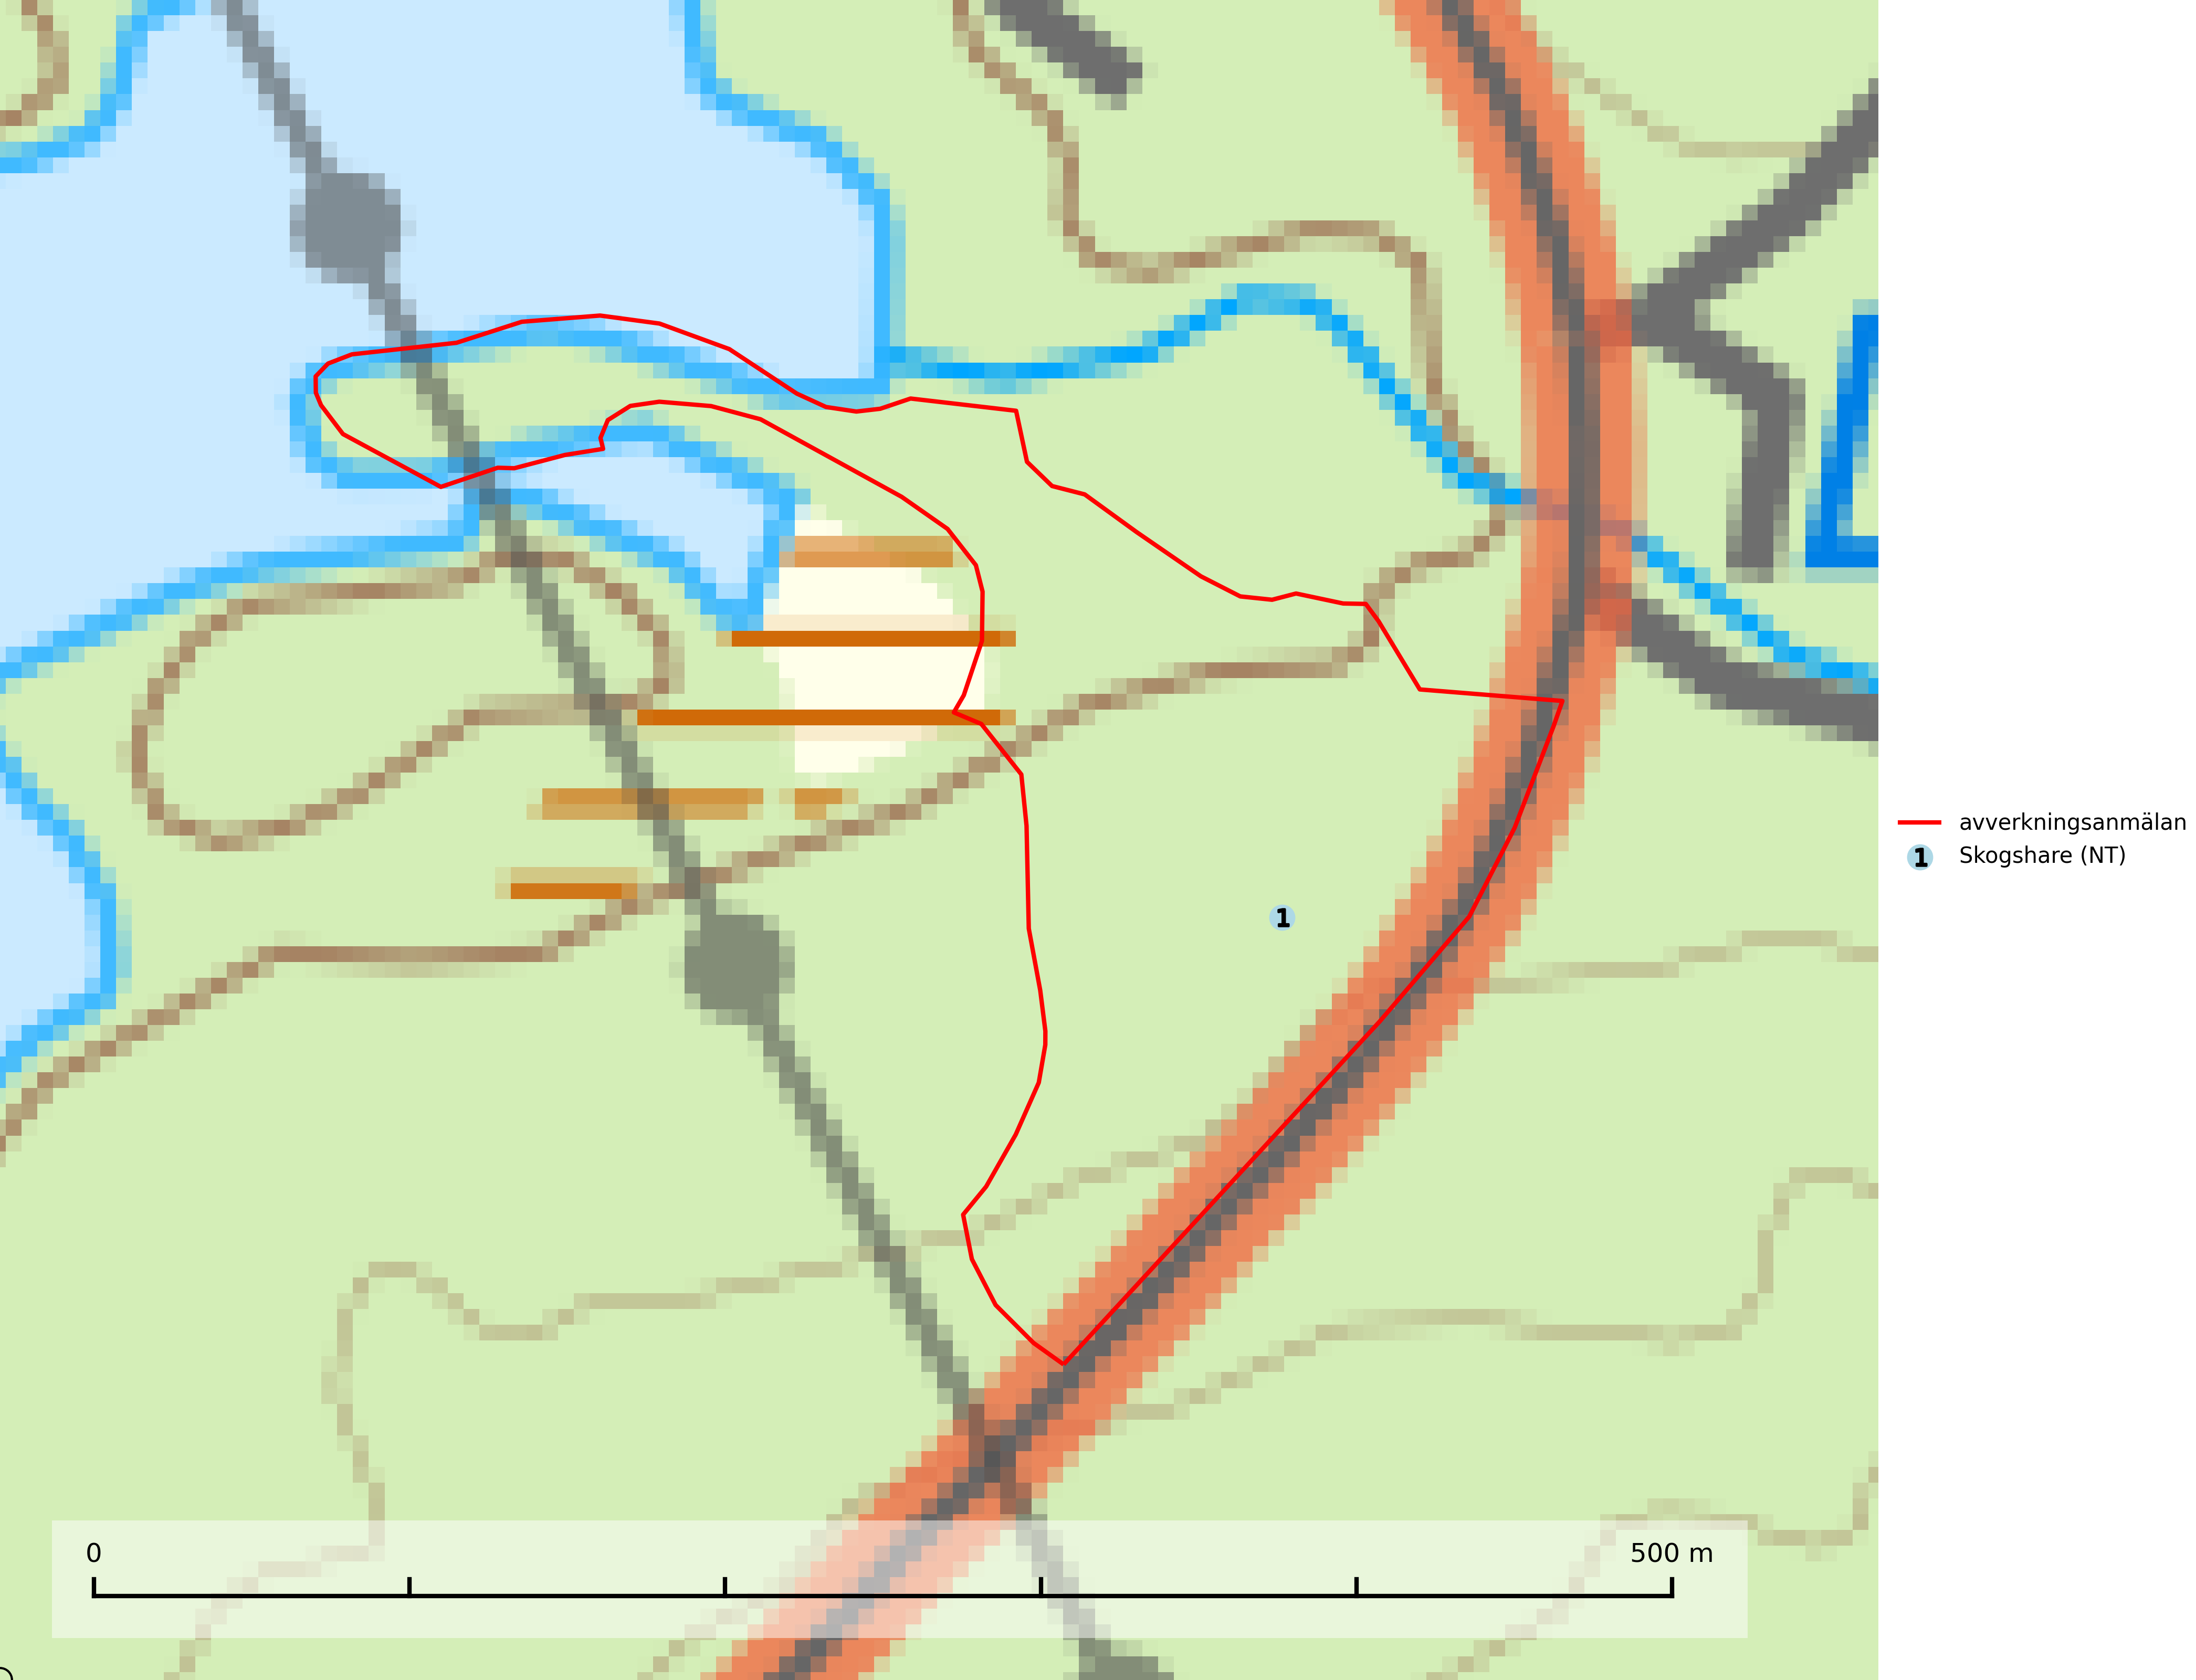 1
avverkningsanmälan
1 Skogshare (NT)
0 500 m